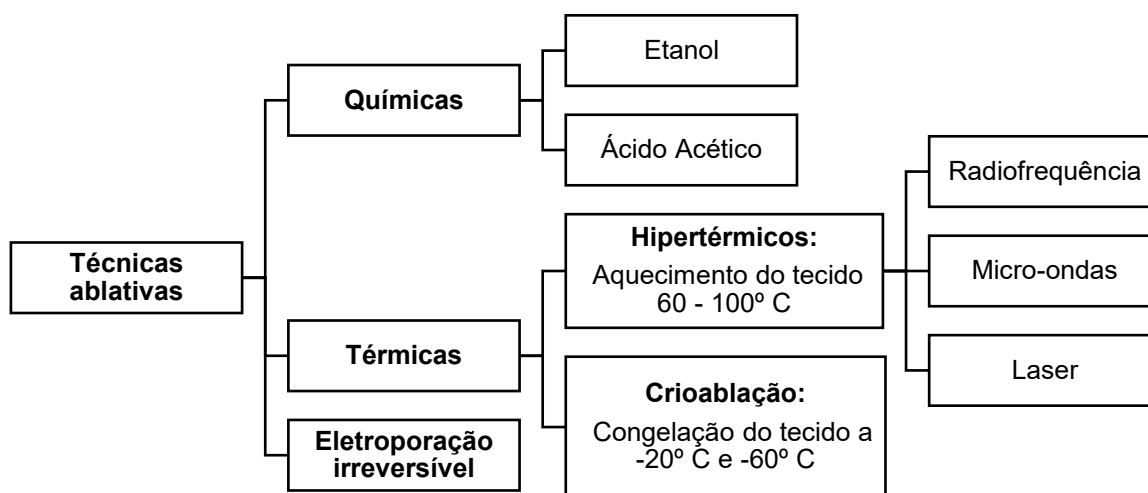 Técnicas
ablativas
Químicas
Etanol
Ácido Acético
Térmicas
Hipertérmicos:
Aquecimento do tecido
60 - 100º C
Radiofrequência
Micro-ondas
Laser
Crioablação:
Congelação do tecido a
-20º C e -60º C
Eletroporação
irreversível